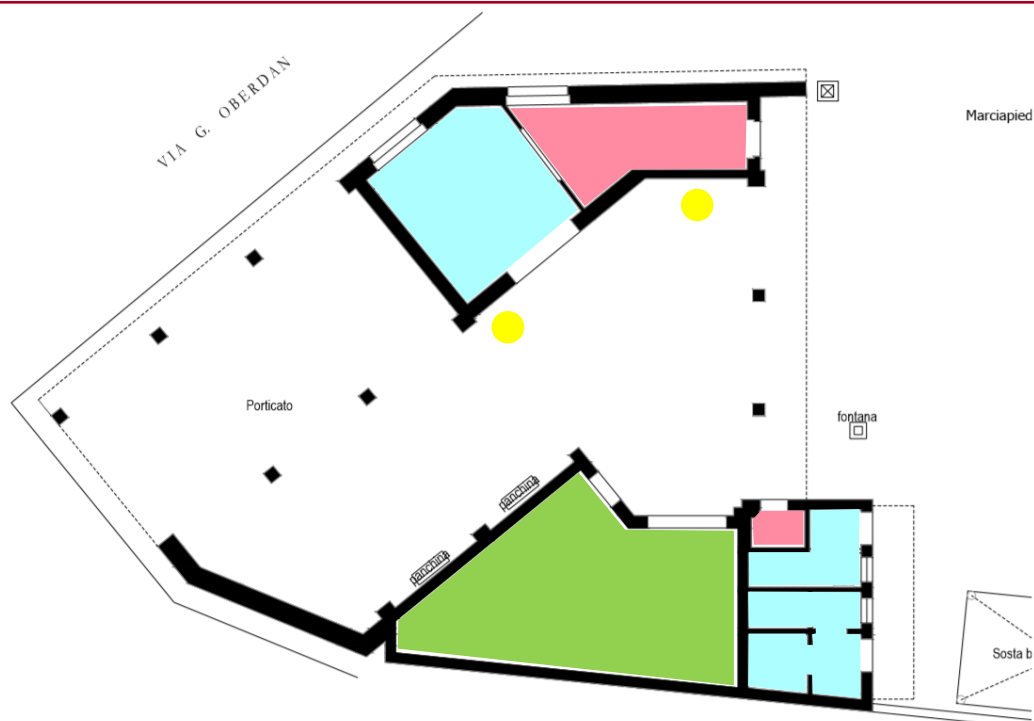 VIA G. OBERDAN
Marciapied
Porticato
fontana
panchina
panchina
Sosta b